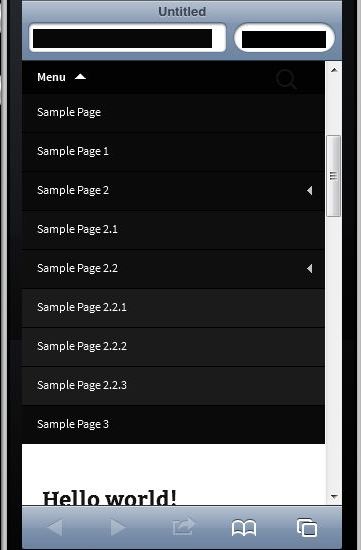 Untitled
Menu
Sample Page
Sample Page 1
Sample Page 2
Sample Page 2.1
Sample Page 2.2
Sample Page 2.2.1
Sample Page 2.2.2
Sample Page 2.2.3
Sample Page 3
Hello world!